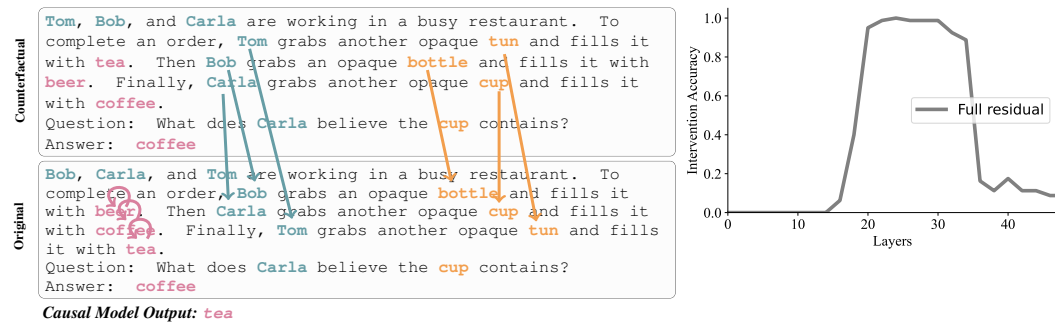 Counterfactual
Tom, Bob, and Carla are working in a busy restaurant. To
complete an order, Tom grabs another opaque tun and fills it
with tea. Then Bob grabs an opaque bottle and fills it with
beer. Finally, Carla grabs another opaque cup and fills it
with coffee.
Question: What does Carla believe the cup contains?
Answer: coffee
Original
Bob, Carla, and Tom are working in a busy restaurant. To
complete an order, Bob grabs an opaque bottle and fills it
with beer. Then Carla grabs another opaque cup and fills it
with coffee. Finally, Tom grabs another opaque tun and fills
it with tea.
Question: What does Carla believe the cup contains?
Answer: coffee
Causal Model Output: tea
Intervention Accuracy
1.0
0.8
0.6
0.4
0.2
0.0
Full residual
0 10 20 30 40
Layers